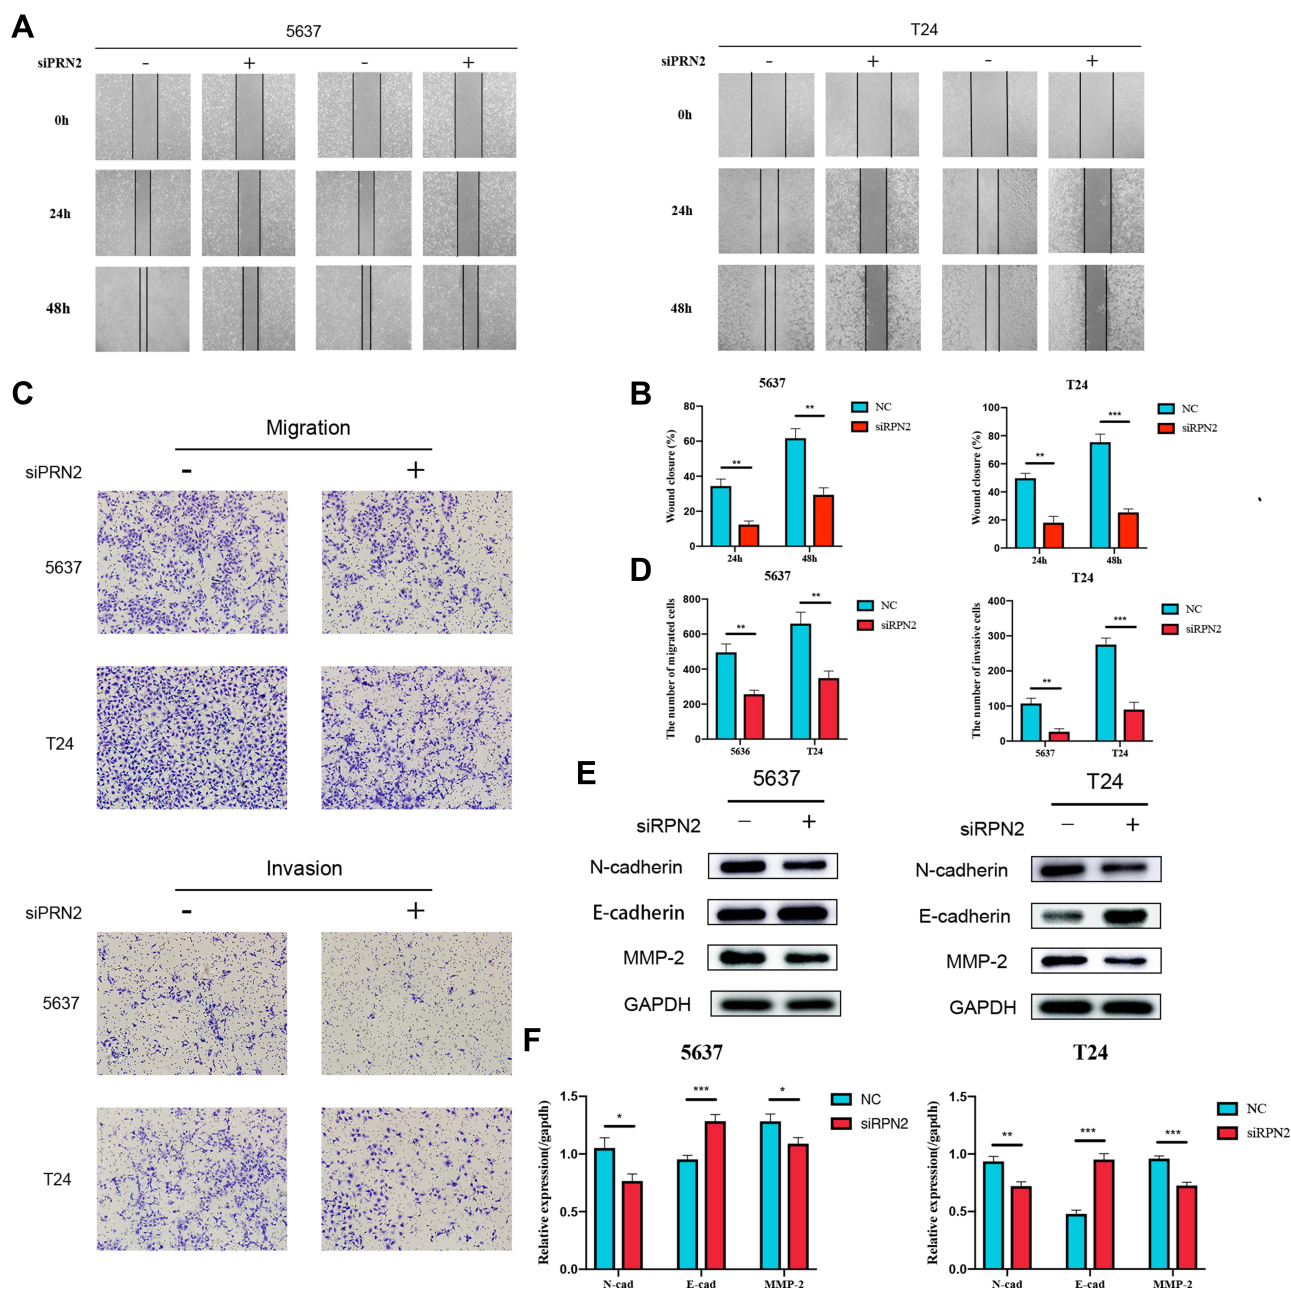 A
5637
siPRN2 - + - +
0h
24h
48h
T24
siPRN2 - + - +
0h
24h
48h
C
Migration
siPRN2 - +
5637
T24
Invasion
siPRN2 - +
5637
T24
B
5637
Wound closure (%)
80
60
40
20
0
** **
24h 48h
NC
siRPN2
T24
Wound closure (%)
100
80
60
40
20
0
** ***
24h 48h
NC
siRPN2
D
5637
The number of migrated cells
800
600
400
200
0
** **
5636 T24
NC
siRPN2
T24
The number of invasive cells
400
300
200
100
0
** ***
5637 T24
NC
siRPN2
E
5637
siRPN2 − +
N-cadherin
E-cadherin
MMP-2
GAPDH
T24
siRPN2 − +
N-cadherin
E-cadherin
MMP-2
GAPDH
F
5637
Relative expression(/gapdh)
1.5
1.0
0.5
0.0
* *** *
N-cad E-cad MMP-2
NC
siRPN2
T24
Relative expression(/gapdh)
1.5
1.0
0.5
0.0
** *** ***
N-cad E-cad MMP-2
NC
siRPN2